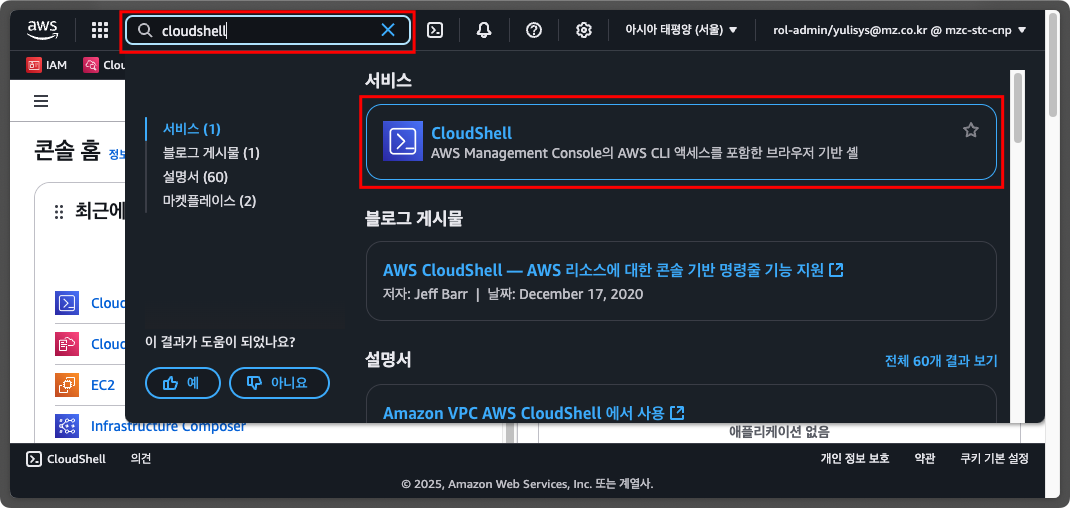 aws
cloudshell
아시아 태평양 (서울)
rol-admin/yulisys@mz.co.kr @ mzc-stc-cnp
IAM
Clou
서비스
서비스 (1)
블로그 게시물 (1)
설명서 (60)
마켓플레이스 (2)
CloudShell
AWS Management Console의 AWS CLI 액세스를 포함한 브라우저 기반 셸
콘솔 홈 정보
최근에
블로그 게시물
AWS CloudShell — AWS 리소스에 대한 콘솔 기반 명령줄 기능 지원
저자: Jeff Barr | 날짜: December 17, 2020
Cloud
Cloud
EC2
Infrastructure Composer
이 결과가 도움이 되었나요?
예
아니요
설명서
전체 60개 결과 보기
Amazon VPC AWS CloudShell 에서 사용
애플리케이션 없음
CloudShell
의견
개인 정보 보호
약관
쿠키 기본 설정
© 2025, Amazon Web Services, Inc. 또는 계열사.